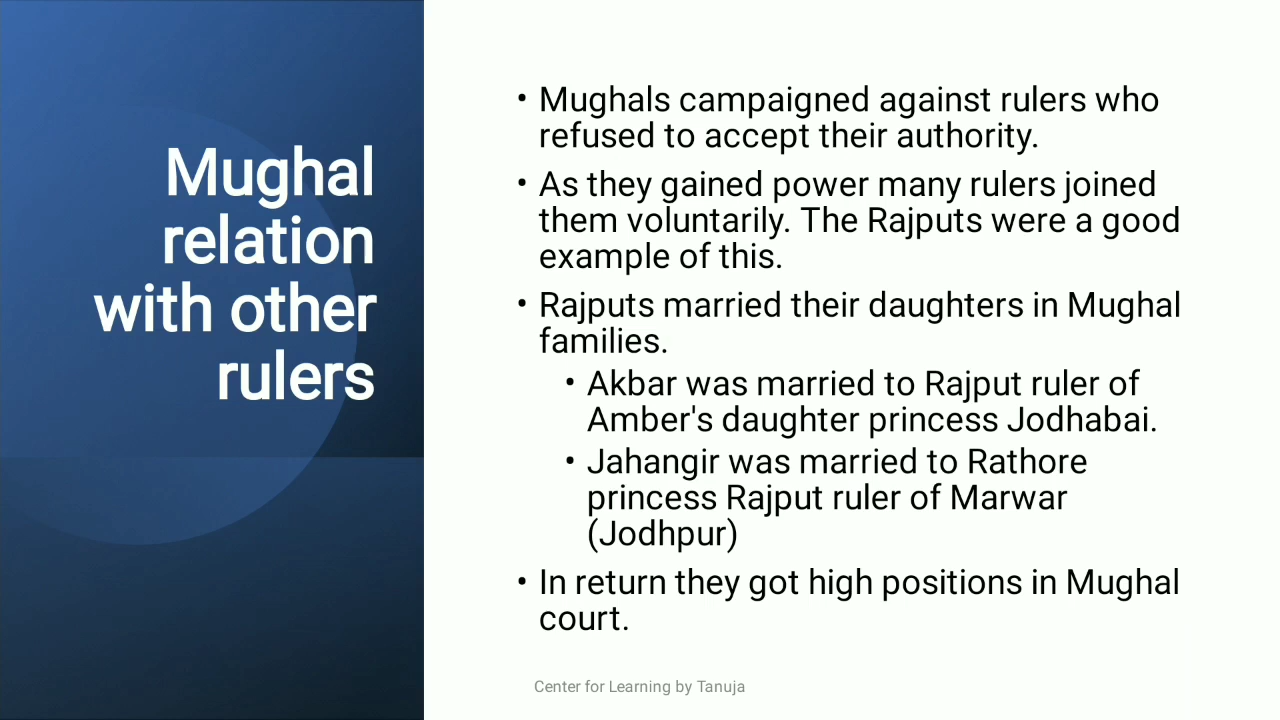 Mughal
relation
with other
rulers
• Mughals campaigned against rulers who
refused to accept their authority.
• As they gained power many rulers joined
them voluntarily. The Rajputs were a good
example of this.
• Rajputs married their daughters in Mughal
families.
• Akbar was married to Rajput ruler of
Amber's daughter princess Jodhabai.
• Jahangir was married to Rathore
princess Rajput ruler of Marwar
(Jodhpur)
• In return they got high positions in Mughal
court.
Center for Learning by Tanuja